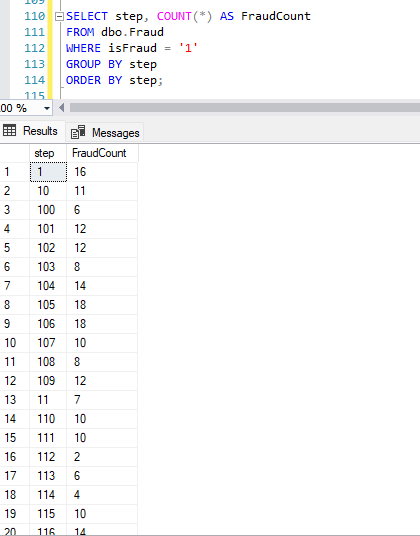 109
110 SELECT step, COUNT(*) AS FraudCount
111 FROM dbo.Fraud
112 WHERE isFraud = '1'
113 GROUP BY step
114 ORDER BY step;
115
00 %
Results Messages
step FraudCount
1 1 16
2 10 11
3 100 6
4 101 12
5 102 12
6 103 8
7 104 14
8 105 18
9 106 18
10 107 10
11 108 8
12 109 12
13 11 7
14 110 10
15 111 10
16 112 2
17 113 6
18 114 4
19 115 10
20 116 14